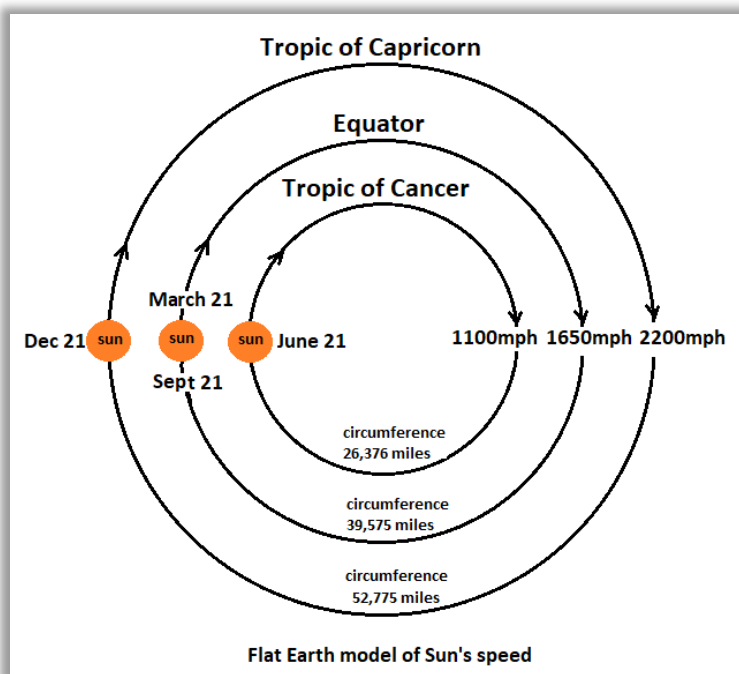 Tropic of Capricorn
Equator
Tropic of Cancer
March 21
Dec 21 sun sun sun June 21 1100mph 1650mph 2200mph
Sept 21
circumference
26,376 miles
circumference
39,575 miles
circumference
52,775 miles
Flat Earth model of Sun's speed